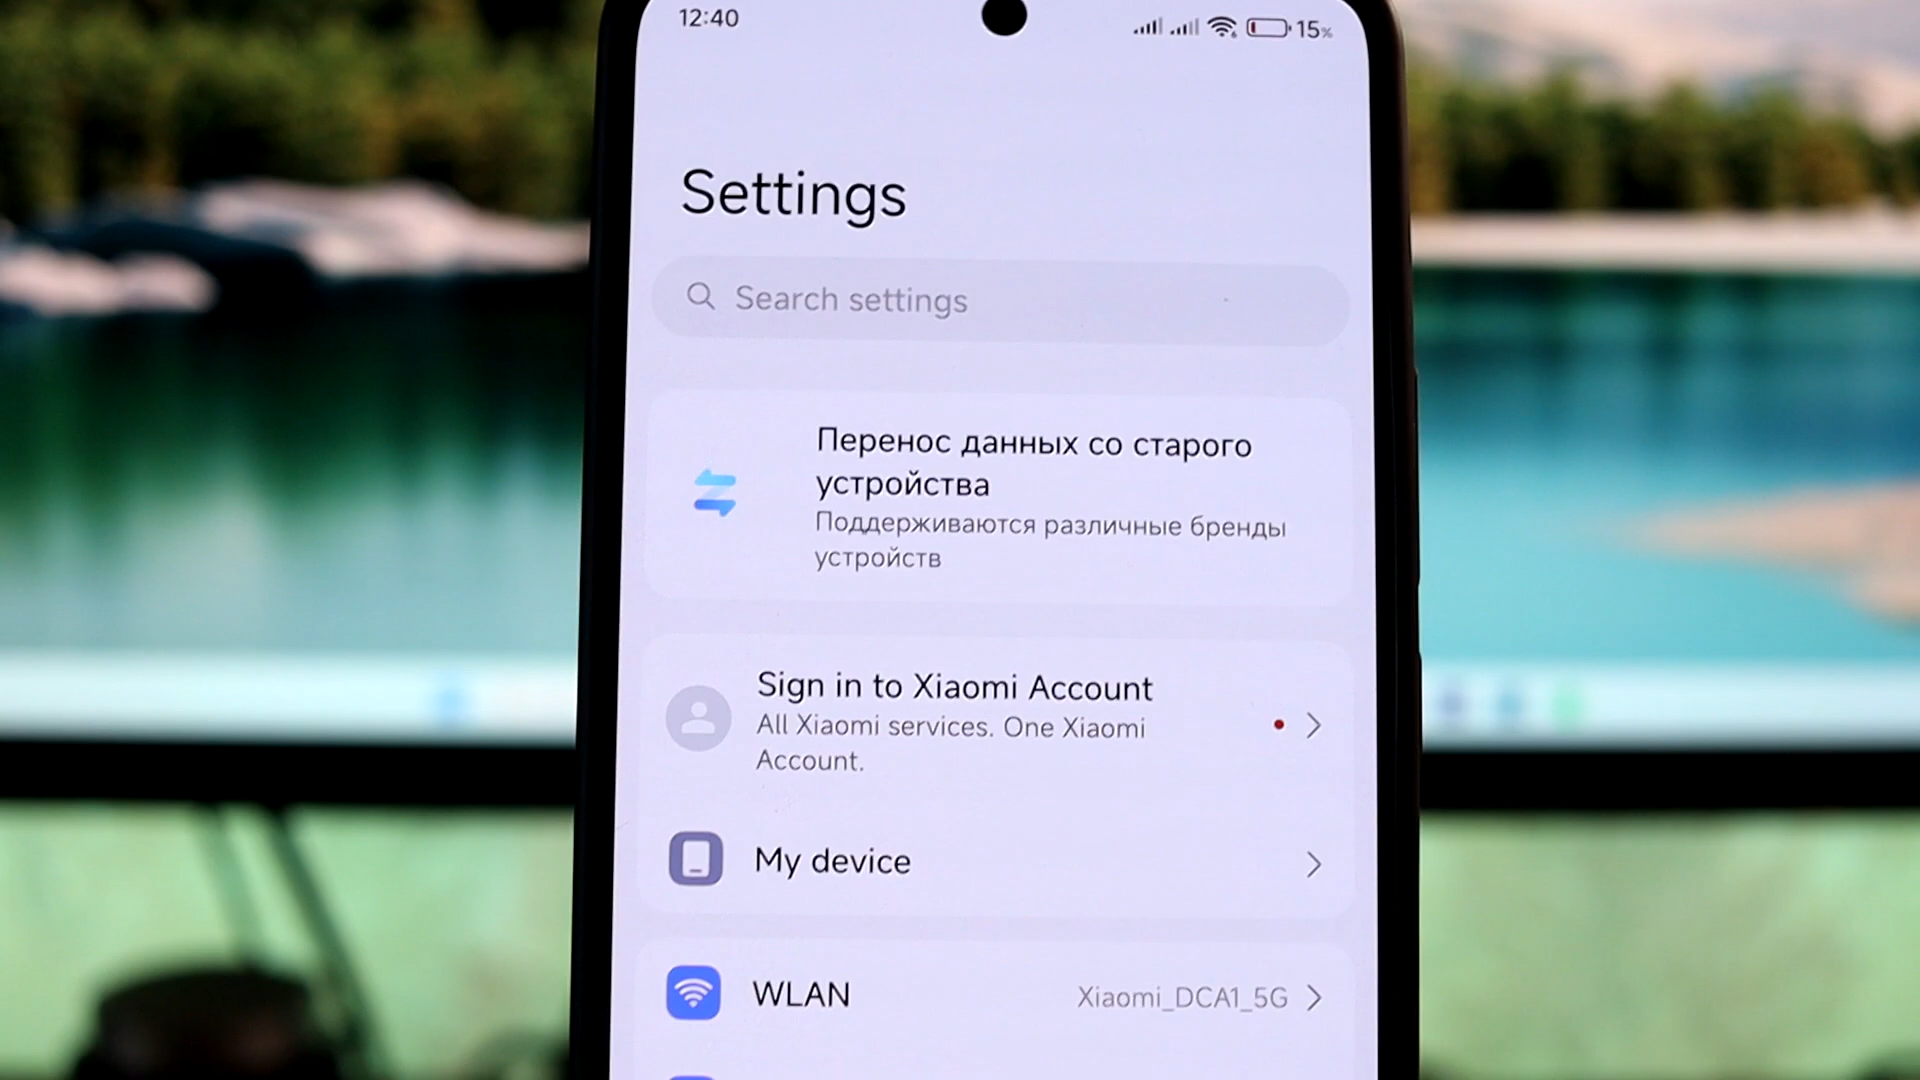 12:40
15%
Settings
Search settings
Перенос данных со старого
устройства
Поддерживаются различные бренды
устройств
Sign in to Xiaomi Account
All Xiaomi services. One Xiaomi
Account.
My device
WLAN
Xiaomi_DCA1_5G